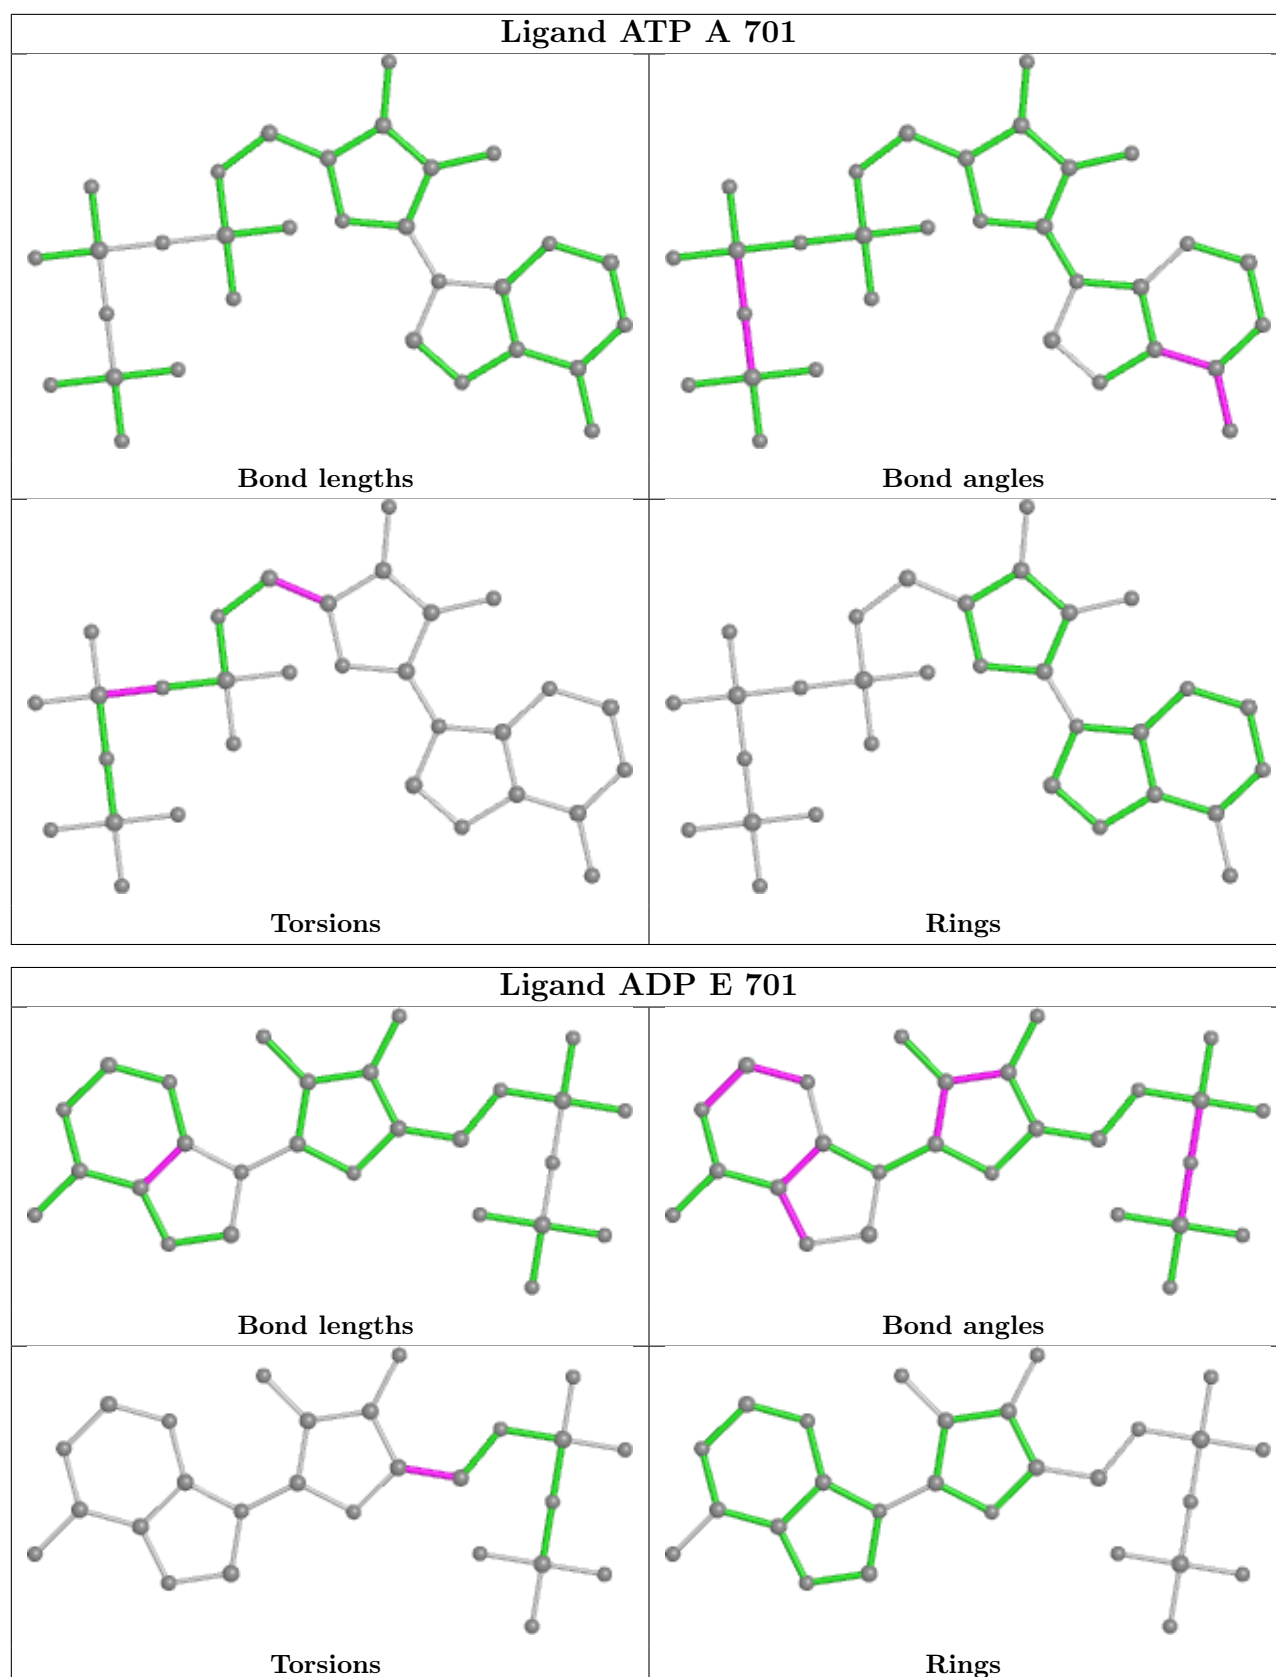 Ligand ATP A 701
Bond lengths
Bond angles
Torsions
Rings
Ligand ADP E 701
Bond lengths
Bond angles
Torsions
Rings